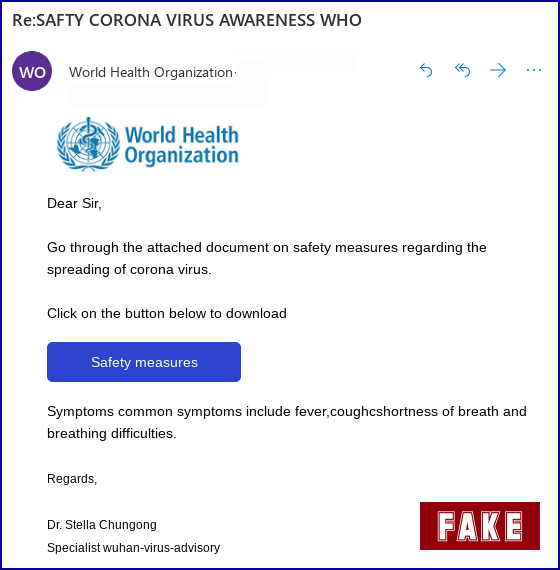 Re:SAFTY CORONA VIRUS AWARENESS WHO
WO
World Health Organization
World Health
Organization
Dear Sir,
Go through the attached document on safety measures regarding the
spreading of corona virus.
Click on the button below to download
Safety measures
Symptoms common symptoms include fever,coughcshortness of breath and
breathing difficulties.
Regards,
Dr. Stella Chungong
Specialist wuhan-virus-advisory
FAKE